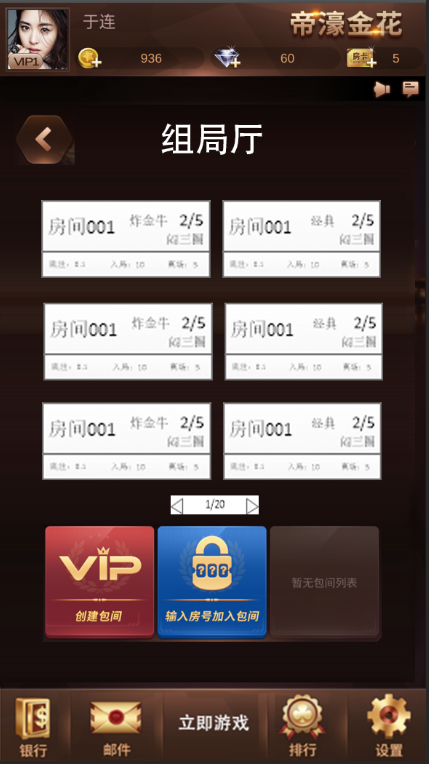 于连
帝濠金花
VIP1
936
60
房卡
5
组局厅
房间001 炸金牛 2/5
闷三圈
底注：0.1 入局：10 离场：5
房间001 经典 2/5
闷三圈
底注：0.1 入局：10 离场：5
房间001 炸金牛 2/5
闷三圈
底注：0.1 入局：10 离场：5
房间001 经典 2/5
闷三圈
底注：0.1 入局：10 离场：5
房间001 炸金牛 2/5
闷三圈
底注：0.1 入局：10 离场：5
房间001 经典 2/5
闷三圈
底注：0.1 入局：10 离场：5
1/20
VIP
创建包间
???
输入房号加入包间
暂无包间列表
银行
邮件
立即游戏
排行
设置